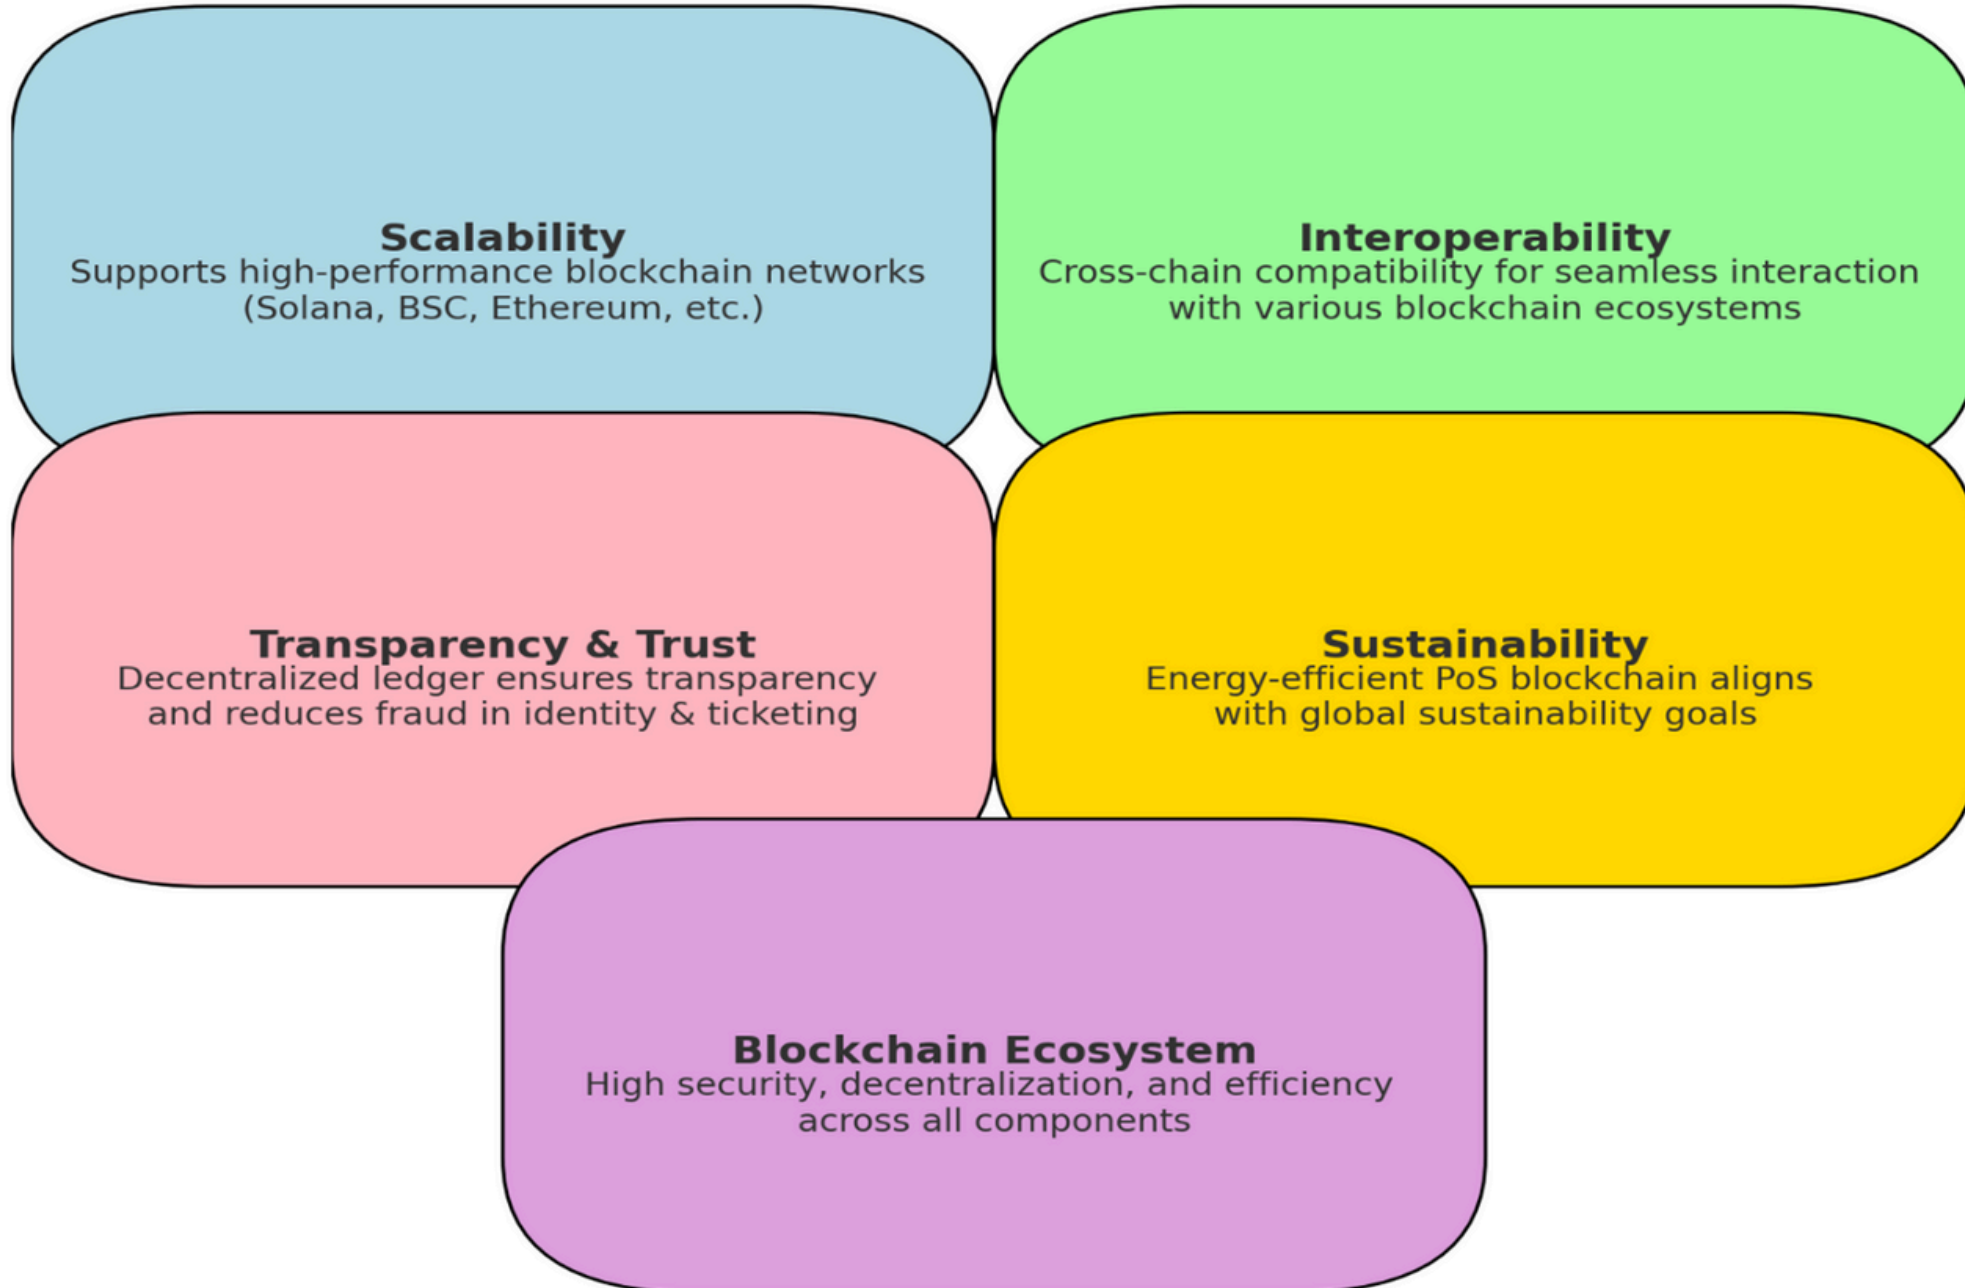 Scalability
Supports high-performance blockchain networks
(Solana, BSC, Ethereum, etc.)
Interoperability
Cross-chain compatibility for seamless interaction
with various blockchain ecosystems
Transparency & Trust
Decentralized ledger ensures transparency
and reduces fraud in identity & ticketing
Sustainability
Energy-efficient PoS blockchain aligns
with global sustainability goals
Blockchain Ecosystem
High security, decentralization, and efficiency
across all components